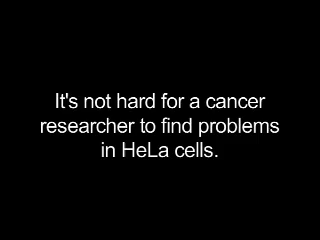 It's not hard for a cancer
researcher to find problems
in HeLa cells.